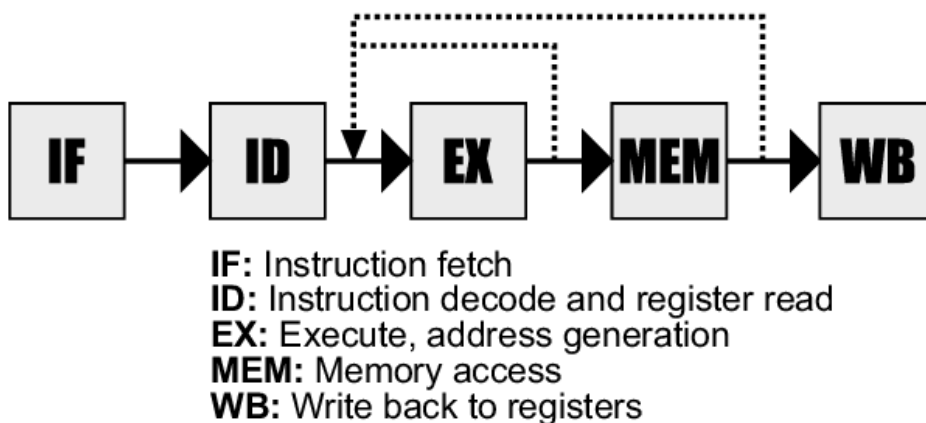 IF ID EX MEM WB
IF: Instruction fetch
ID: Instruction decode and register read
EX: Execute, address generation
MEM: Memory access
WB: Write back to registers